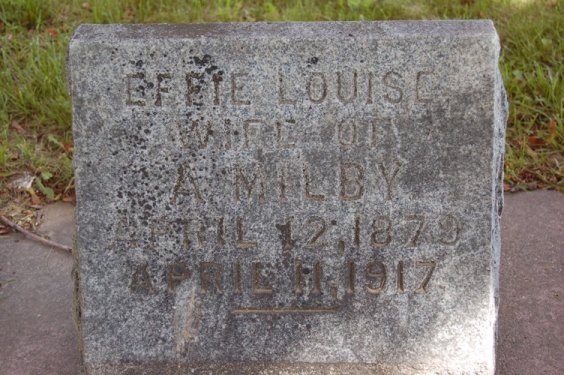 EFFIE LOUISE,
WIFE OF
A. MILBY
APRIL 12, 1879
APRIL 11, 1917.